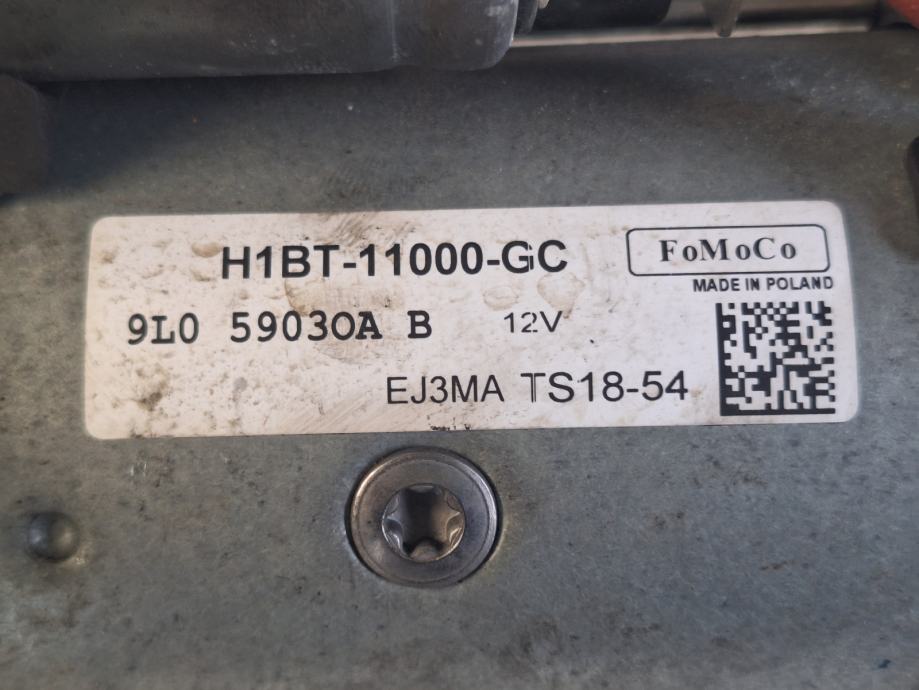 H1BT-11000-GC
FoMoCo
MADE IN POLAND
9L0 59030A B 12V
EJ3MA TS18-54